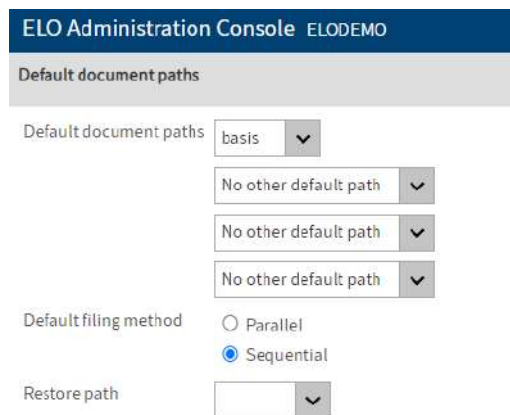 ELO Administration Console ELODEMO
Default document paths
Default document paths basis
No other default path
No other default path
No other default path
Default filing method Parallel
Sequential
Restore path